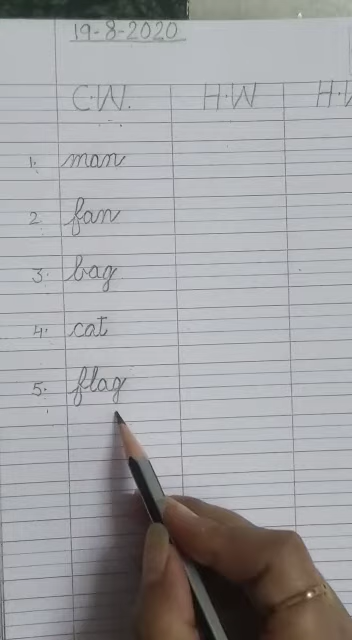 19-8-2020
C.W. H.W H.W
1. man
2. fan
3. bag
4. cat
5. flag